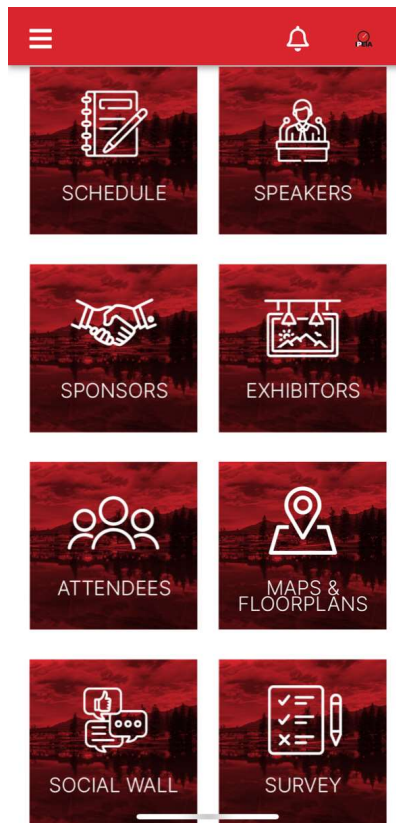 SCHEDULE
SPEAKERS
SPONSORS
EXHIBITORS
ATTENDEES
MAPS &
FLOORPLANS
SOCIAL WALL
SURVEY